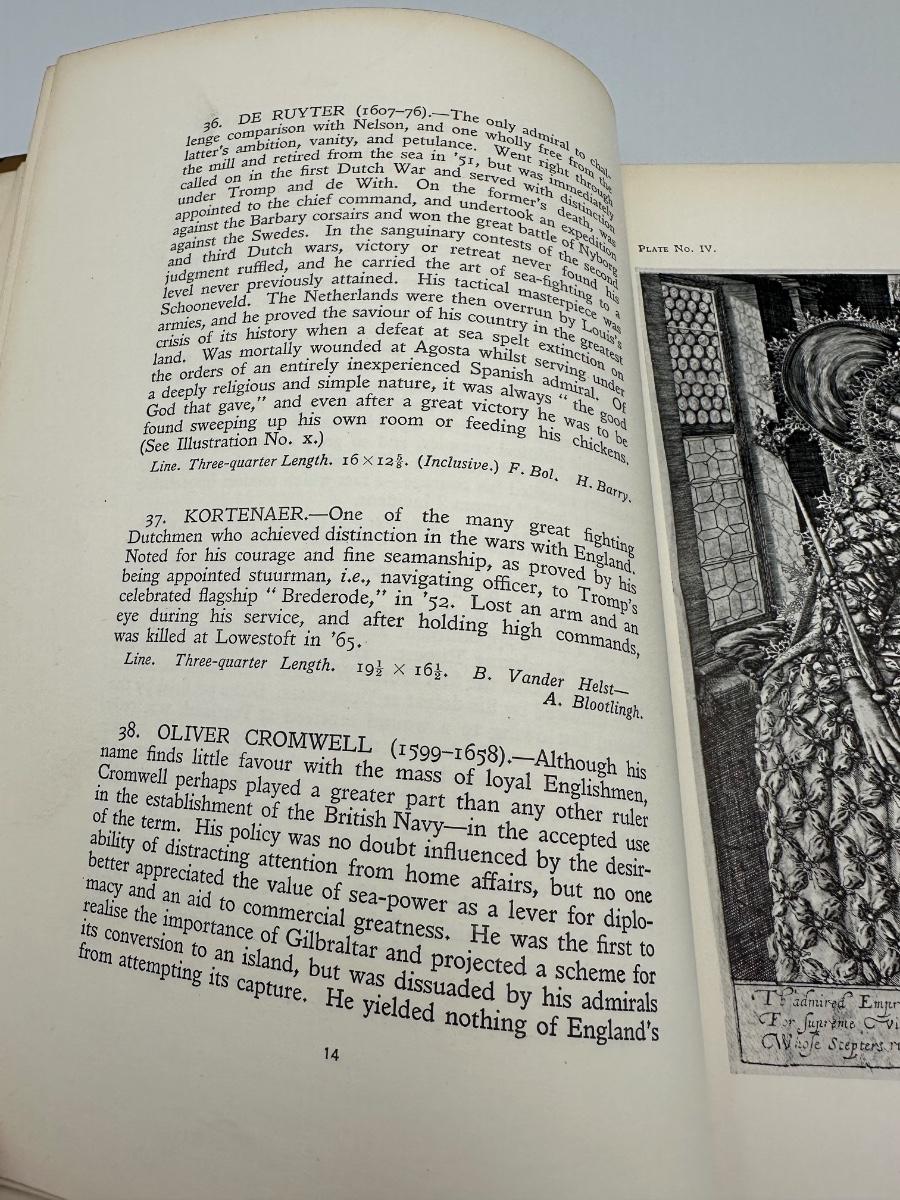 36. DE RUYTER (1607–76).—The only admiral to chal-
lenge comparison with Nelson, and one wholly free from the
latter's ambition, vanity, and petulance. Went right through
the mill and retired from the sea in '51, but was immediately
called on in the first Dutch War and served with distinction
under Tromp and de With. On the former's death, was
appointed to the chief command, and undertook an expedition
against the Barbary corsairs and won the great battle of Nyborg
against the Swedes. In the sanguinary contests of the second
and third Dutch wars, victory or retreat never found his
judgment ruffled, and he carried the art of sea-fighting to a
level never previously attained. His tactical masterpiece was
Schooneveld. The Netherlands were then overrun by Louis's
armies, and he proved the saviour of his country in the greatest
crisis of its history when a defeat at sea spelt extinction on
land. Was mortally wounded at Agosta whilst serving under
the orders of an entirely inexperienced Spanish admiral. Of
a deeply religious and simple nature, it was always "the good
God that gave," and even after a great victory he was to be
found sweeping up his own room or feeding his chickens.
(See Illustration No. x.)
Line. Three-quarter Length. 16 × 12⅝. (Inclusive.) F. Bol. H. Barry.
37. KORTENAER.—One of the many great fighting
Dutchmen who achieved distinction in the wars with England.
Noted for his courage and fine seamanship, as proved by his
being appointed stuurman, i.e., navigating officer, to Tromp's
celebrated flagship "Brederode," in '52. Lost an arm and an
eye during his service, and after holding high commands,
was killed at Lowestoft in '65.
Line. Three-quarter Length. 19½ × 16½. B. Vander Helst—
A. Blootlingh.
38. OLIVER CROMWELL (1599–1658).—Although his
name finds little favour with the mass of loyal Englishmen,
Cromwell perhaps played a greater part than any other ruler
in the establishment of the British Navy—in the accepted use
of the term. His policy was no doubt influenced by the desir-
ability of distracting attention from home affairs, but no one
better appreciated the value of sea-power as a lever for diplo-
macy and an aid to commercial greatness. He was the first to
realise the importance of Gilbraltar and projected a scheme for
its conversion to an island, but was dissuaded by his admirals
from attempting its capture. He yielded nothing of England's
14
PLATE No. IV.
Th'admired Empr
For supreme Vi
Whose Scepters